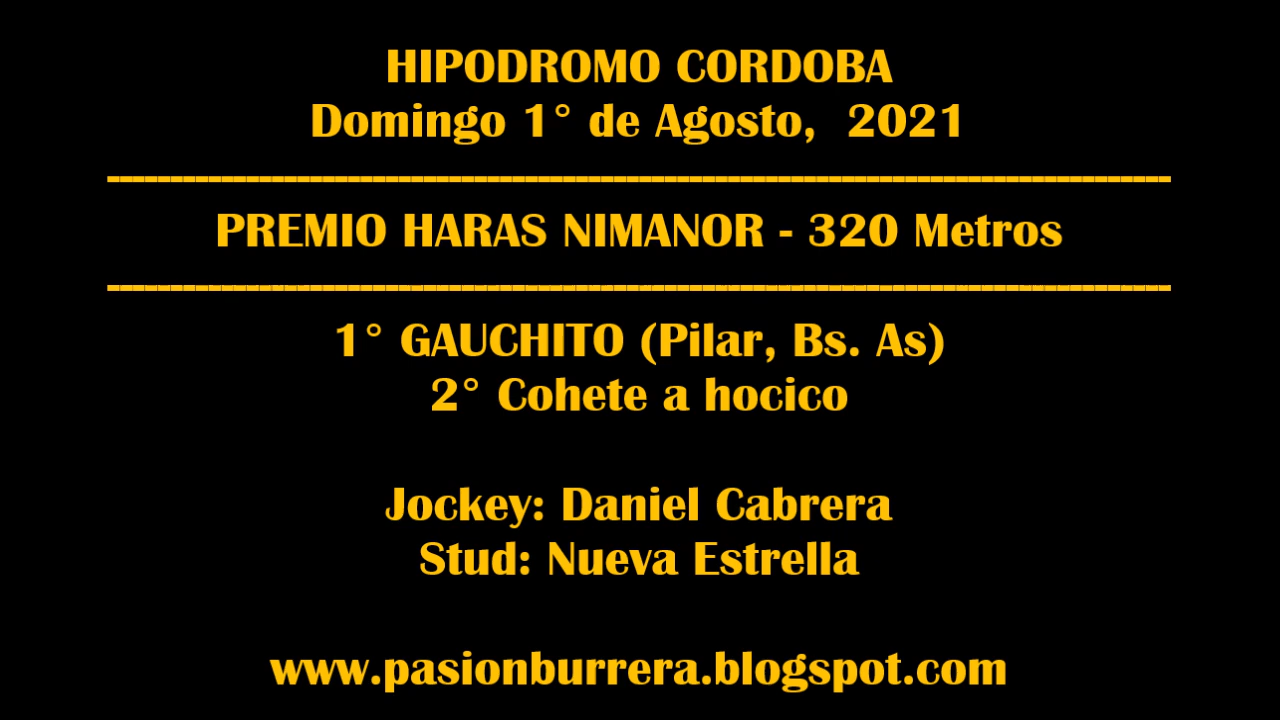 HIPODROMO CORDOBA
Domingo 1° de Agosto, 2021
PREMIO HARAS NIMANOR - 320 Metros
1° GAUCHITO (Pilar, Bs. As)
2° Cohete a hocico
Jockey: Daniel Cabrera
Stud: Nueva Estrella
www.pasionburrera.blogspot.com